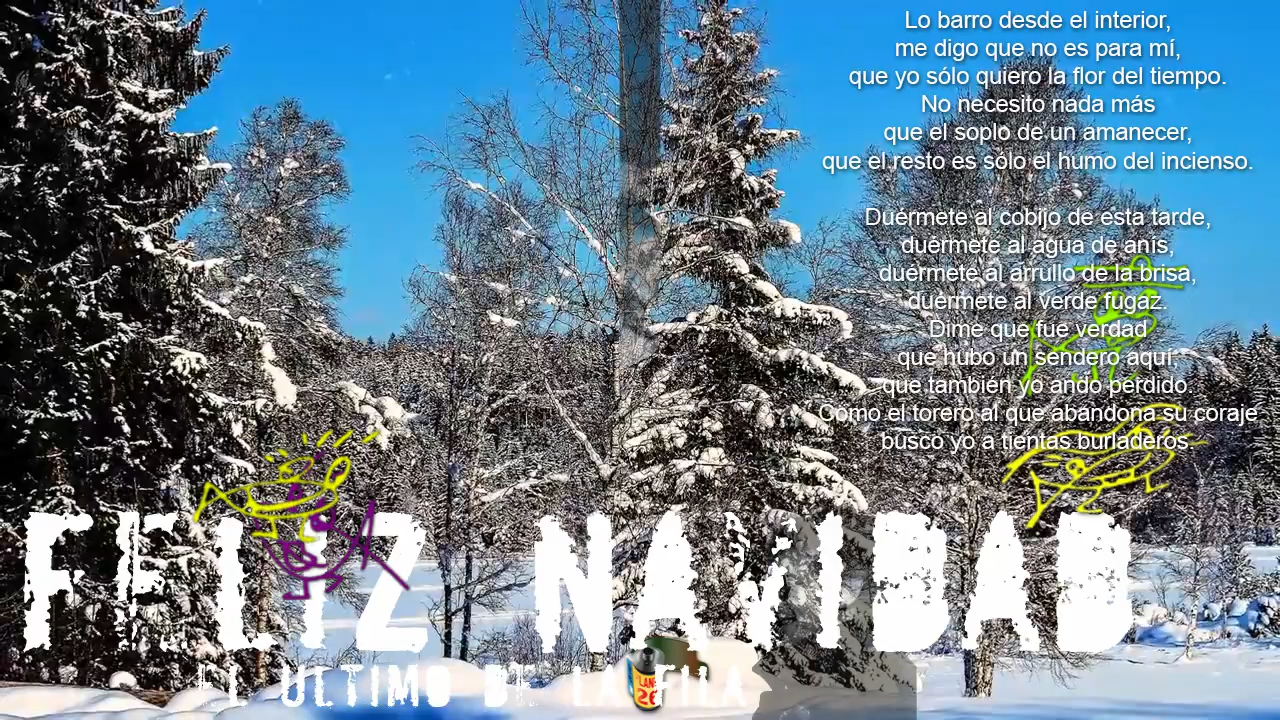 Lo barro desde el interior,
me digo que no es para mí,
que yo sólo quiero la flor del tiempo.
No necesito nada más
que el soplo de un amanecer,
que el resto es sólo el humo del incienso.
Duérmete al cobijo de esta tarde,
duérmete al agua de anís,
duérmete al arrullo de la brisa,
duérmete al verde fugaz.
Dime que fue verdad
que hubo un sendero aquí,
que también yo ando perdido.
Como el torero al que abandona su coraje
busco yo a tientas burladeros.
FELIZ NAVIDAD
EL ULTIMO DE LA FILA